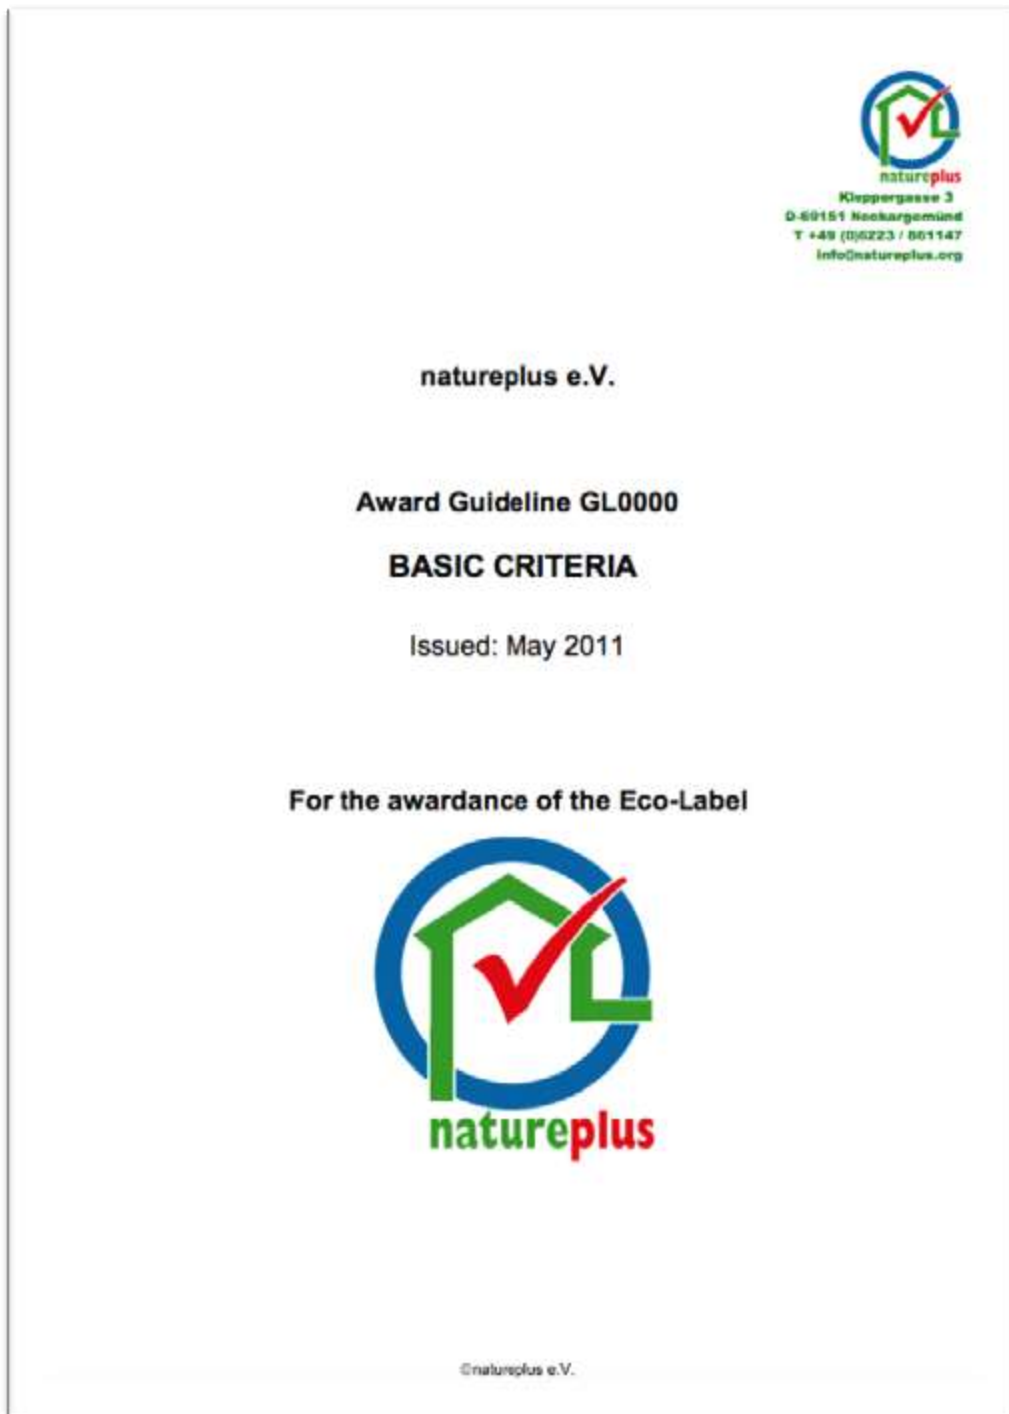 natureplus
Kleppergasse 3
D-69151 Neckargemünd
T +49 (0)6223 / 861147
info@natureplus.org
natureplus e.V.
Award Guideline GL0000
BASIC CRITERIA
Issued: May 2011
For the awardance of the Eco-Label
natureplus
©natureplus e.V.